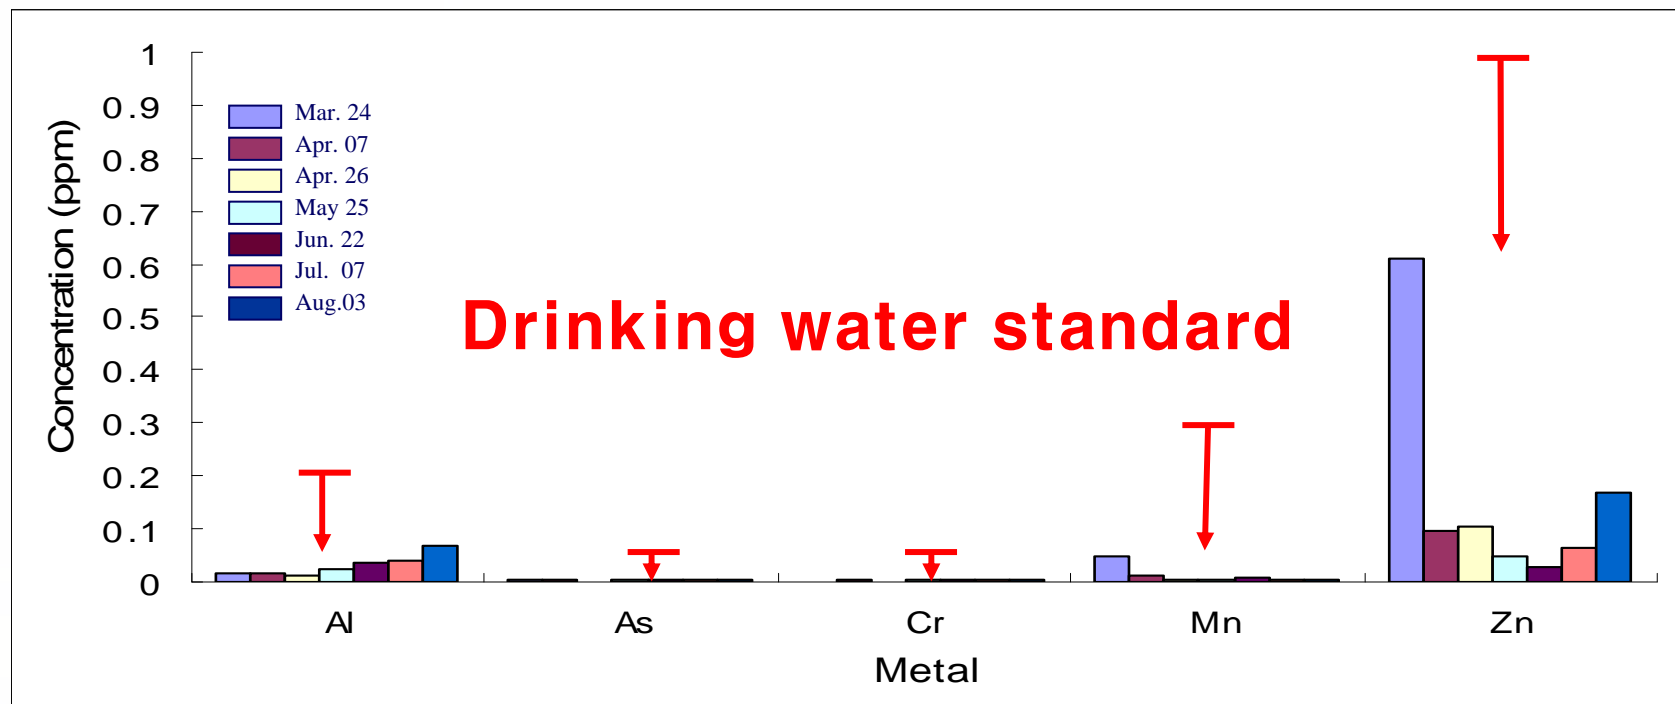 Concentration (ppm)
1
0.9
0.8
0.7
0.6
0.5
0.4
0.3
0.2
0.1
0
Mar. 24
Apr. 07
Apr. 26
May 25
Jun. 22
Jul. 07
Aug.03
Drinking water standard
Al As Cr Mn Zn
Metal